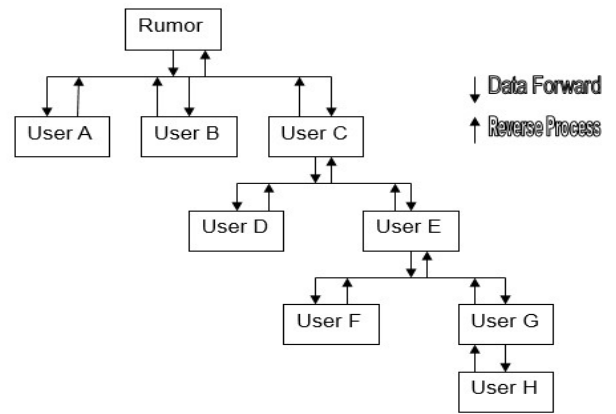 Rumor
Data Forward
User A
User B
User C
Reverse Process
User D
User E
User F
User G
User H